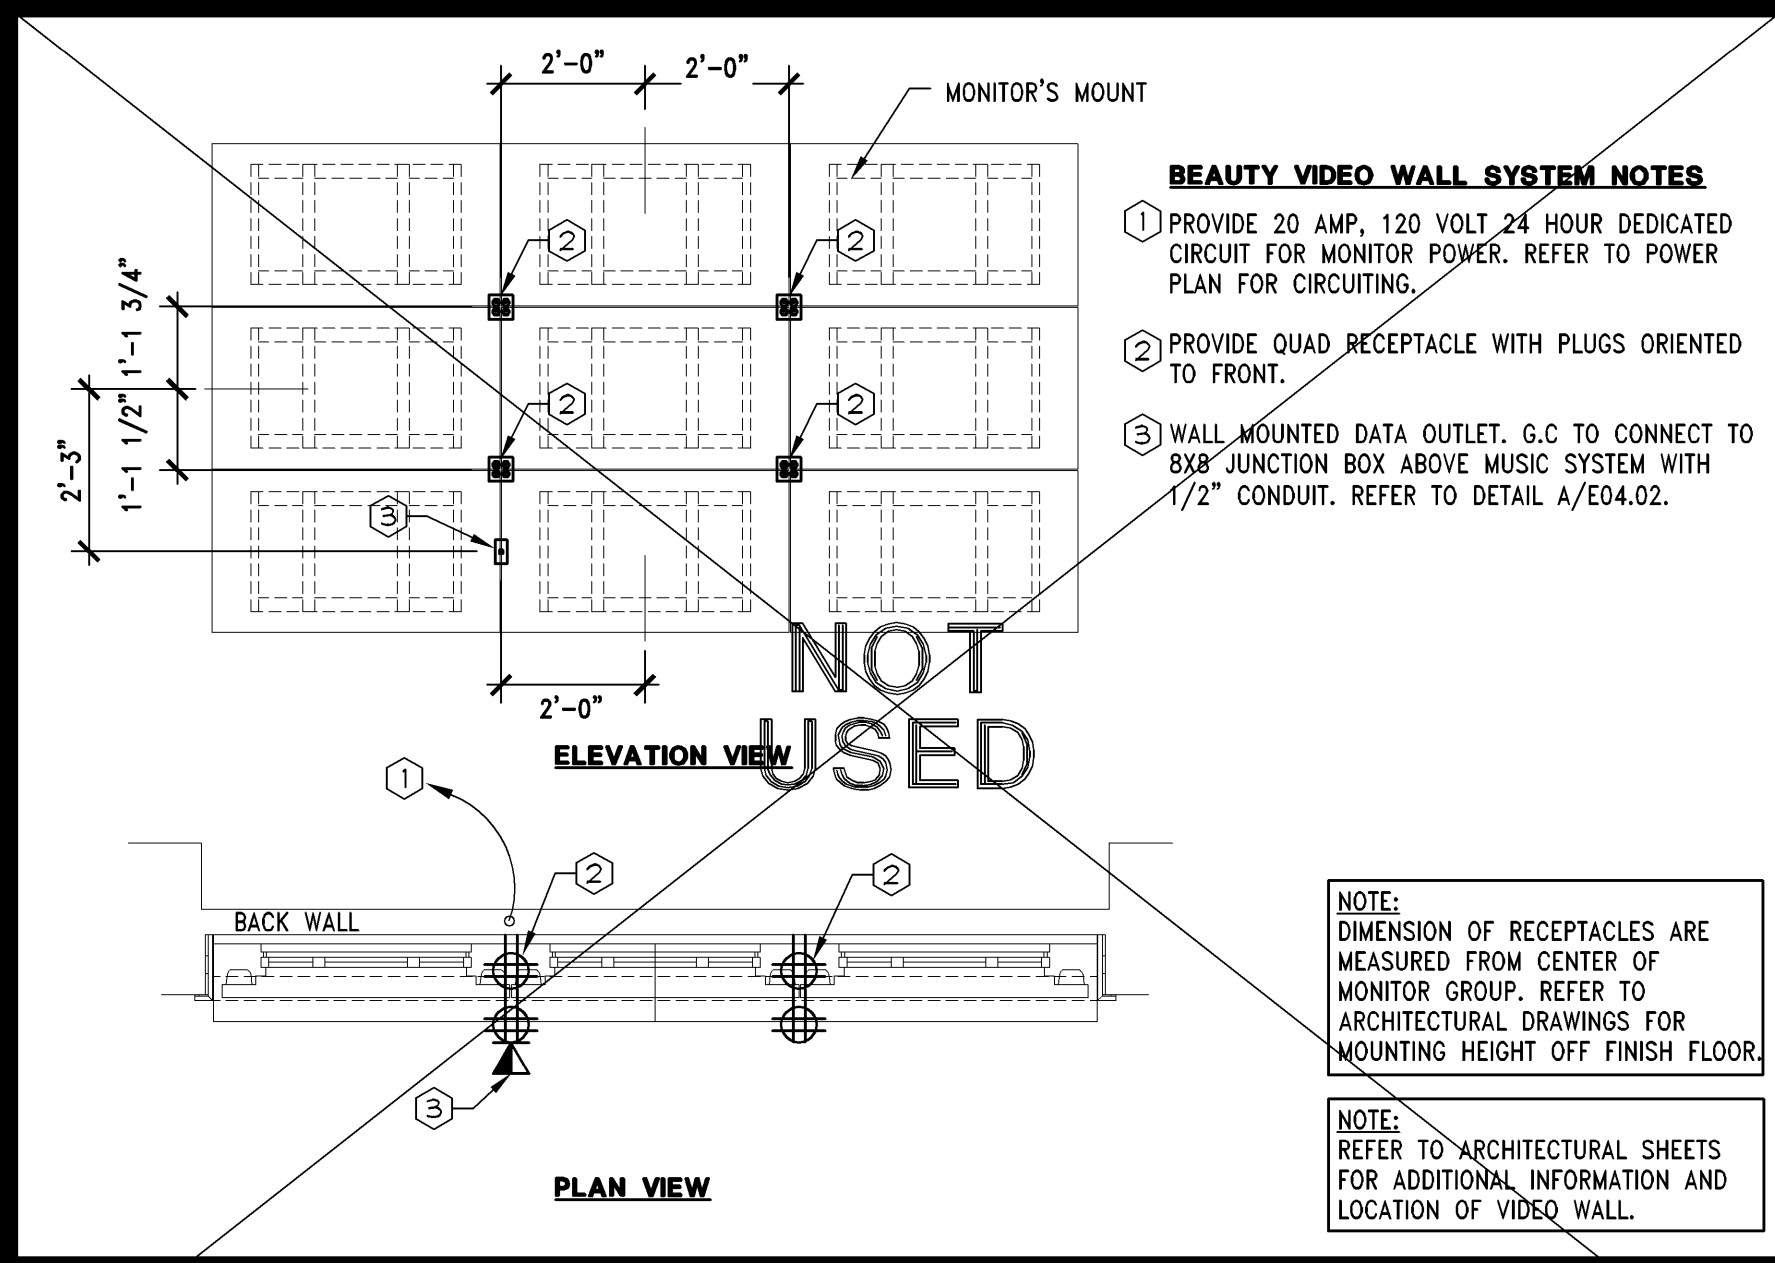 2'-0"
2'-0"
MONITOR'S MOUNT
BEAUTY VIDEO WALL SYSTEM NOTES
1 PROVIDE 20 AMP, 120 VOLT 24 HOUR DEDICATED
CIRCUIT FOR MONITOR POWER. REFER TO POWER
PLAN FOR CIRCUITING.
2 PROVIDE QUAD RECEPTACLE WITH PLUGS ORIENTED
TO FRONT.
3 WALL MOUNTED DATA OUTLET. G.C TO CONNECT TO
8X8 JUNCTION BOX ABOVE MUSIC SYSTEM WITH
1/2" CONDUIT. REFER TO DETAIL A/E04.02.
2
2
1'-1 3/4"
2
2
1'-1 1/2"
2'-3"
3
2'-0"
NOT
USED
ELEVATION VIEW
1
2
2
BACK WALL
3
PLAN VIEW
NOTE:
DIMENSION OF RECEPTACLES ARE
MEASURED FROM CENTER OF
MONITOR GROUP. REFER TO
ARCHITECTURAL DRAWINGS FOR
MOUNTING HEIGHT OFF FINISH FLOOR.
NOTE:
REFER TO ARCHITECTURAL SHEETS
FOR ADDITIONAL INFORMATION AND
LOCATION OF VIDEO WALL.